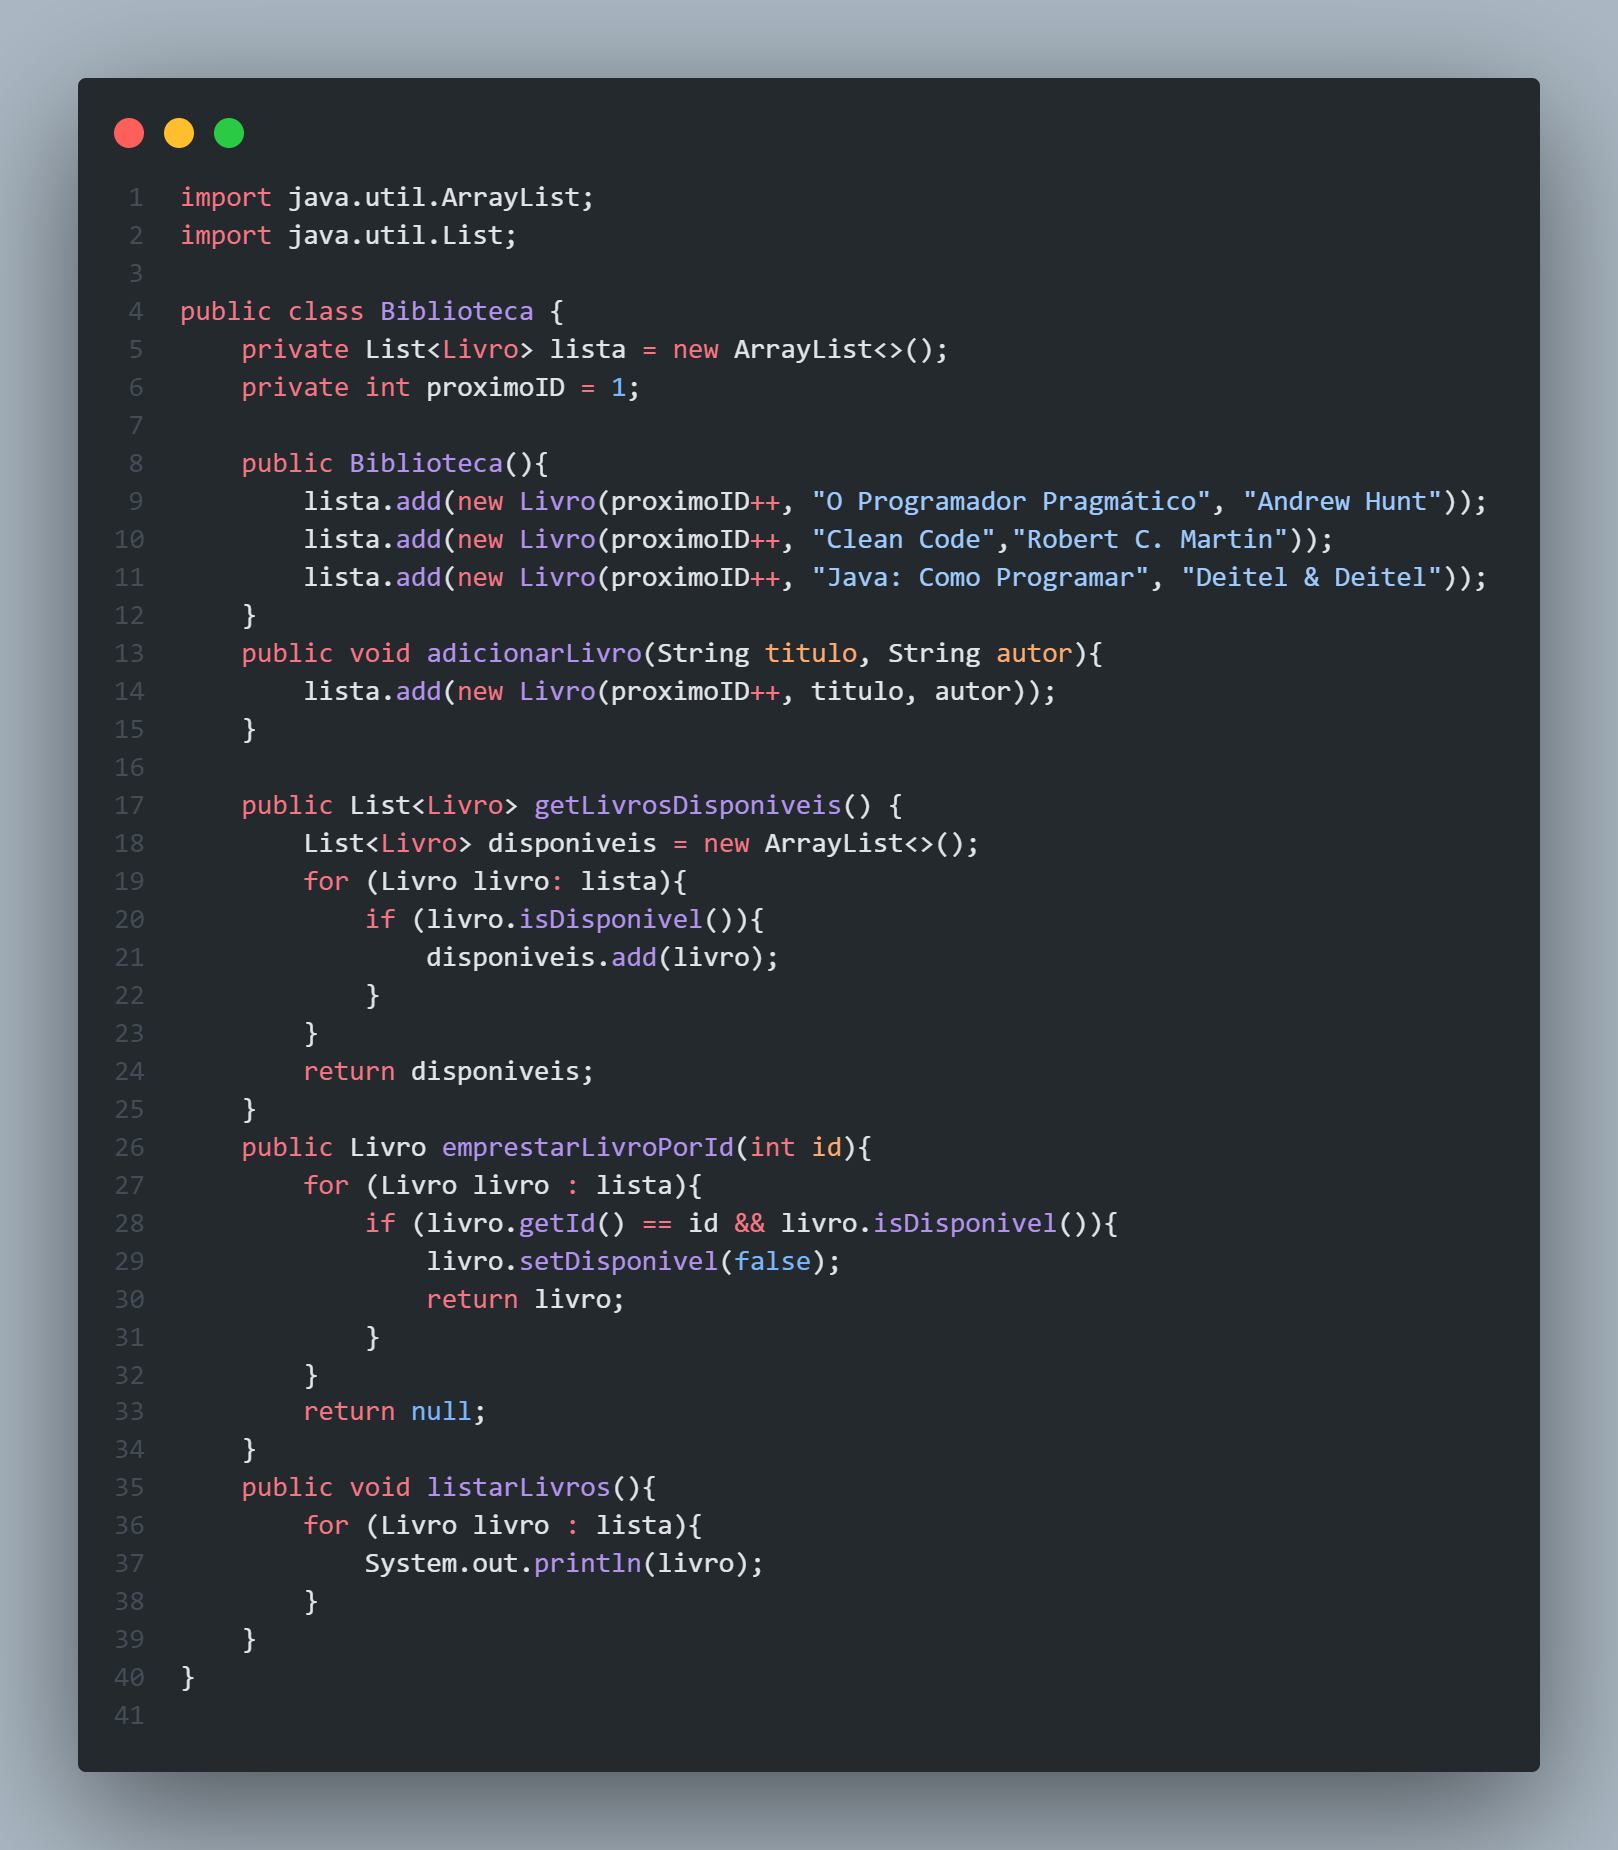 1 import java.util.ArrayList;
2 import java.util.List;
3
4 public class Biblioteca {
5     private List<Livro> lista = new ArrayList<>();
6     private int proximoID = 1;
7
8     public Biblioteca(){
9         lista.add(new Livro(proximoID++, "O Programador Pragmático", "Andrew Hunt"));
10         lista.add(new Livro(proximoID++, "Clean Code","Robert C. Martin"));
11         lista.add(new Livro(proximoID++, "Java: Como Programar", "Deitel & Deitel"));
12     }
13     public void adicionarLivro(String titulo, String autor){
14         lista.add(new Livro(proximoID++, titulo, autor));
15     }
16
17     public List<Livro> getLivrosDisponiveis() {
18         List<Livro> disponiveis = new ArrayList<>();
19         for (Livro livro: lista){
20             if (livro.isDisponivel()){
21                 disponiveis.add(livro);
22             }
23         }
24         return disponiveis;
25     }
26     public Livro emprestarLivroPorId(int id){
27         for (Livro livro : lista){
28             if (livro.getId() == id && livro.isDisponivel()){
29                 livro.setDisponivel(false);
30                 return livro;
31             }
32         }
33         return null;
34     }
35     public void listarLivros(){
36         for (Livro livro : lista){
37             System.out.println(livro);
38         }
39     }
40 }
41